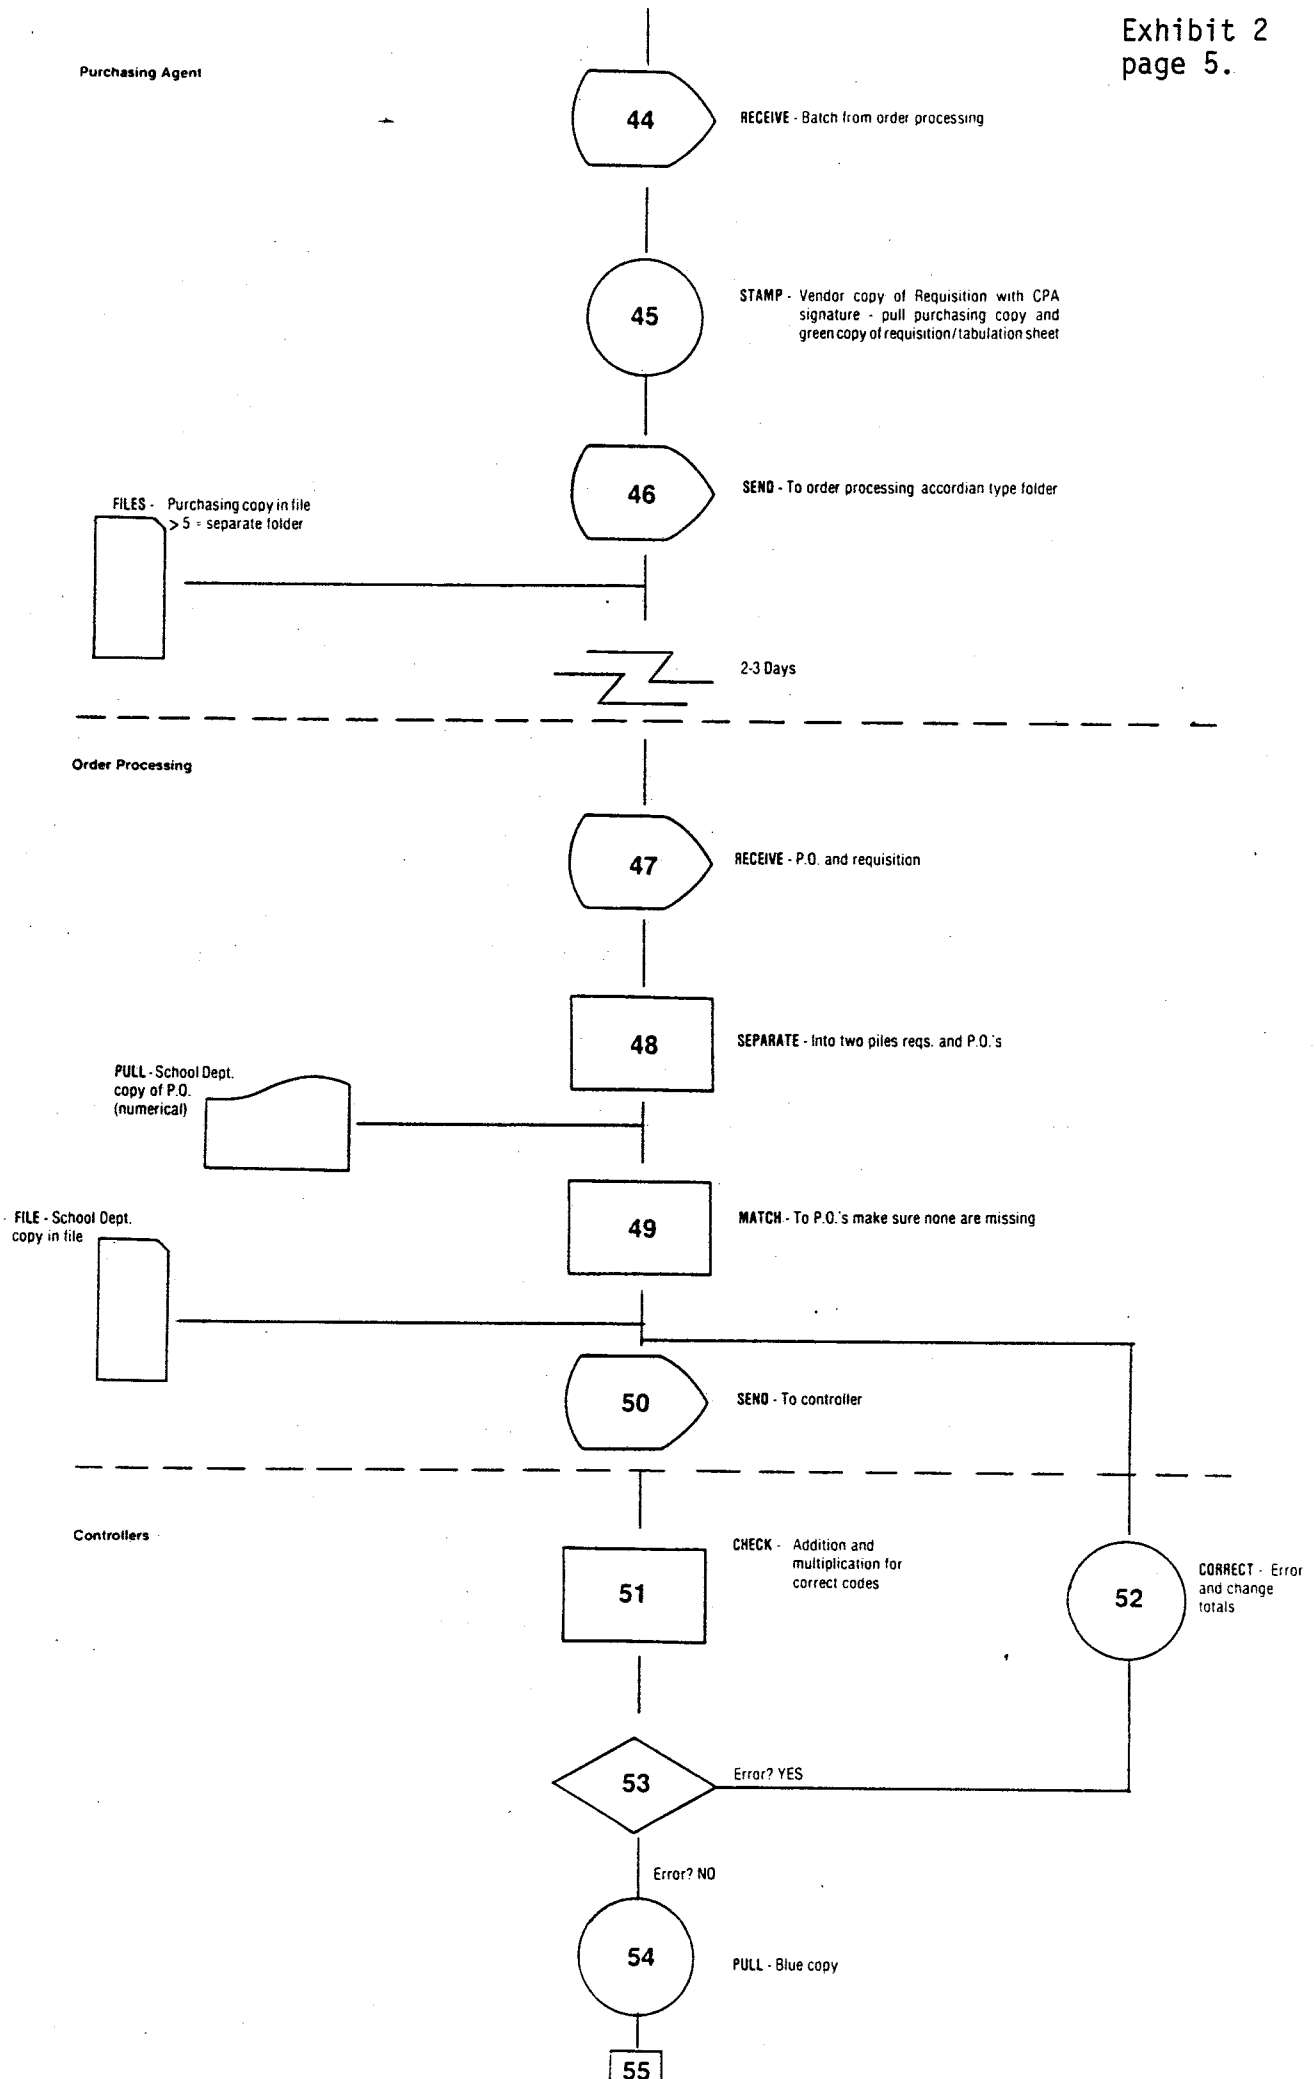 Exhibit 2
page 5.
Purchasing Agent
44
RECEIVE - Batch from order processing
45
STAMP - Vendor copy of Requisition with CPA
signature - pull purchasing copy and
green copy of requisition/tabulation sheet
46
SEND - To order processing accordian type folder
FILES - Purchasing copy in file
> 5 = separate folder
2-3 Days
Order Processing
47
RECEIVE - P.O. and requisition
48
SEPARATE - Into two piles reqs. and P.O.'s
PULL - School Dept.
copy of P.O.
(numerical)
49
MATCH - To P.O.'s make sure none are missing
FILE - School Dept.
copy in file
50
SEND - To controller
Controllers
51
CHECK - Addition and
multiplication for
correct codes
52
CORRECT - Error
and change
totals
53
Error? YES
Error? NO
54
PULL - Blue copy
55